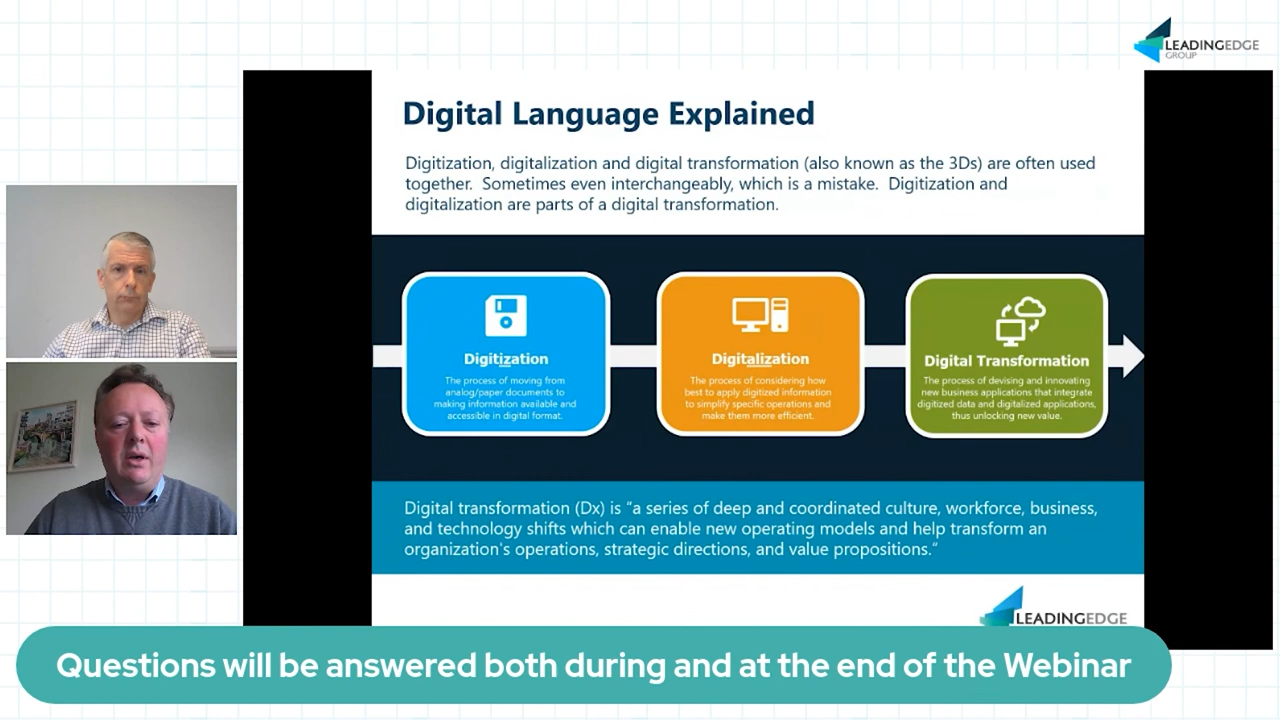 LEADINGEDGE
GROUP
Digital Language Explained
Digitization, digitalization and digital transformation (also known as the 3Ds) are often used
together. Sometimes even interchangeably, which is a mistake. Digitization and
digitalization are parts of a digital transformation.
Digitization
The process of moving from
analog/paper documents to
making information available and
accessible in digital format.
Digitalization
The process of considering how
best to apply digitized information
to simplify specific operations and
make them more efficient.
Digital Transformation
The process of devising and innovating
new business applications that integrate
digitized data and digitalized applications,
thus unlocking new value.
Digital transformation (Dx) is "a series of deep and coordinated culture, workforce, business,
and technology shifts which can enable new operating models and help transform an
organization's operations, strategic directions, and value propositions."
LEADINGEDGE
Questions will be answered both during and at the end of the Webinar